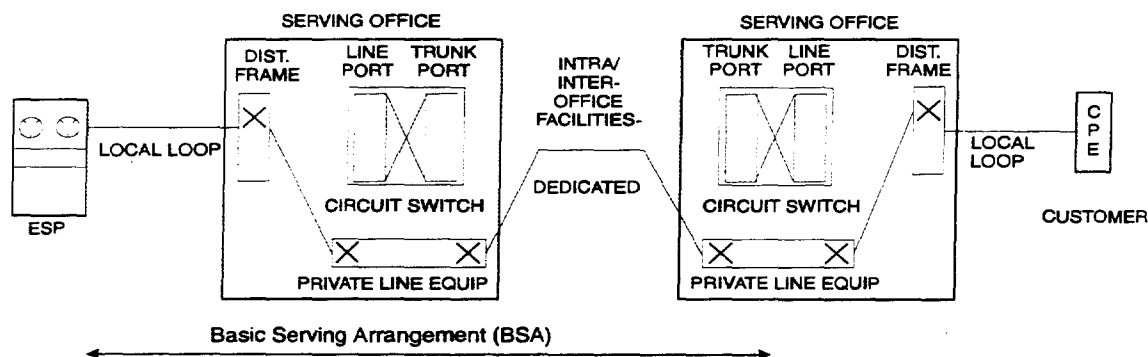 SERVING OFFICE
SERVING OFFICE
DIST.
FRAME
LINE
PORT
TRUNK
PORT
INTRA/
INTER-
OFFICE
FACILITIES-
DEDICATED
TRUNK
PORT
LINE
PORT
DIST.
FRAME
LOCAL LOOP
ESP
CIRCUIT SWITCH
PRIVATE LINE EQUIP
CIRCUIT SWITCH
PRIVATE LINE EQUIP
LOCAL
LOOP
C
P
E
CUSTOMER
Basic Serving Arrangement (BSA)